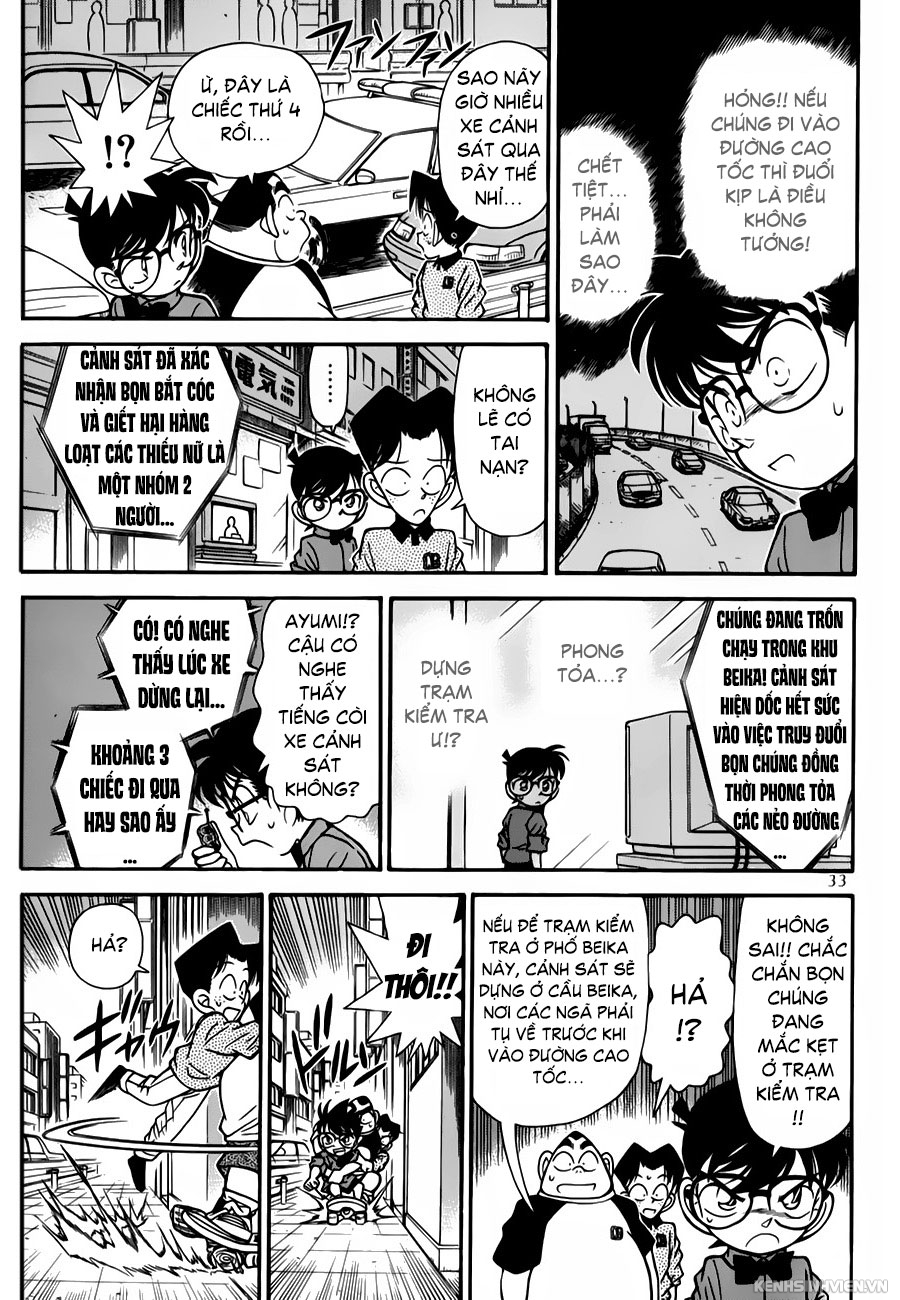 HỎNG!! NẾU
CHÚNG ĐI VÀO
ĐƯỜNG CAO
TỐC THÌ ĐUỔI
KỊP LÀ ĐIỀU
KHÔNG
TƯỞNG!
CHẾT
TIỆT...
PHẢI
LÀM
SAO
ĐÂY...
SAO NÃY
GIỜ NHIỀU
XE CẢNH
SÁT QUA
ĐÂY THẾ
NHỈ...
ファンファン
Ừ, ĐÂY LÀ
CHIẾC THỨ 4
RỒI...
!?
KHÔNG
LẼ CÓ
TAI
NẠN?
......
電気
CẢNH SÁT ĐÃ XÁC
NHẬN BỌN BẮT CÓC
VÀ GIẾT HẠI HÀNG
LOẠT CÁC THIẾU NỮ LÀ
MỘT NHÓM 2
NGƯỜI...
CHÚNG ĐANG TRỐN
CHẠY TRONG KHU
BEIKA! CẢNH SÁT
HIỆN DỐC HẾT SỨC
VÀO VIỆC TRUY ĐUỔI
BỌN CHÚNG ĐỒNG
THỜI PHONG TỎA
CÁC NẺO ĐƯỜNG
...
PHONG
TỎA...?
DỰNG
TRẠM
KIỂM TRA
Ư!?
AYUMI!?
CẬU CÓ
NGHE
THẤY
TIẾNG CÒI
XE CẢNH
SÁT
KHÔNG?
CÓ! CÓ NGHE
THẤY LÚC XE
DỪNG LẠI...
KHOẢNG 3
CHIẾC ĐI QUA
HAY SAO ẤY
...
33
KHÔNG
SAI!! CHẮC
CHẮN BỌN
CHÚNG
ĐANG
MẮC KẸT
Ở TRẠM
KIỂM TRA
!!
HẢ
!?
NẾU ĐỂ TRẠM KIỂM
TRA Ở PHỐ BEIKA
NÀY, CẢNH SÁT SẼ
DỰNG Ở CẦU BEIKA,
NƠI CÁC NGÃ PHẢI
TỤ VỀ TRƯỚC KHI
VÀO ĐƯỜNG CAO
TỐC...
ĐI
THÔI!!
HẢ?
KENHSINHVIEN.VN